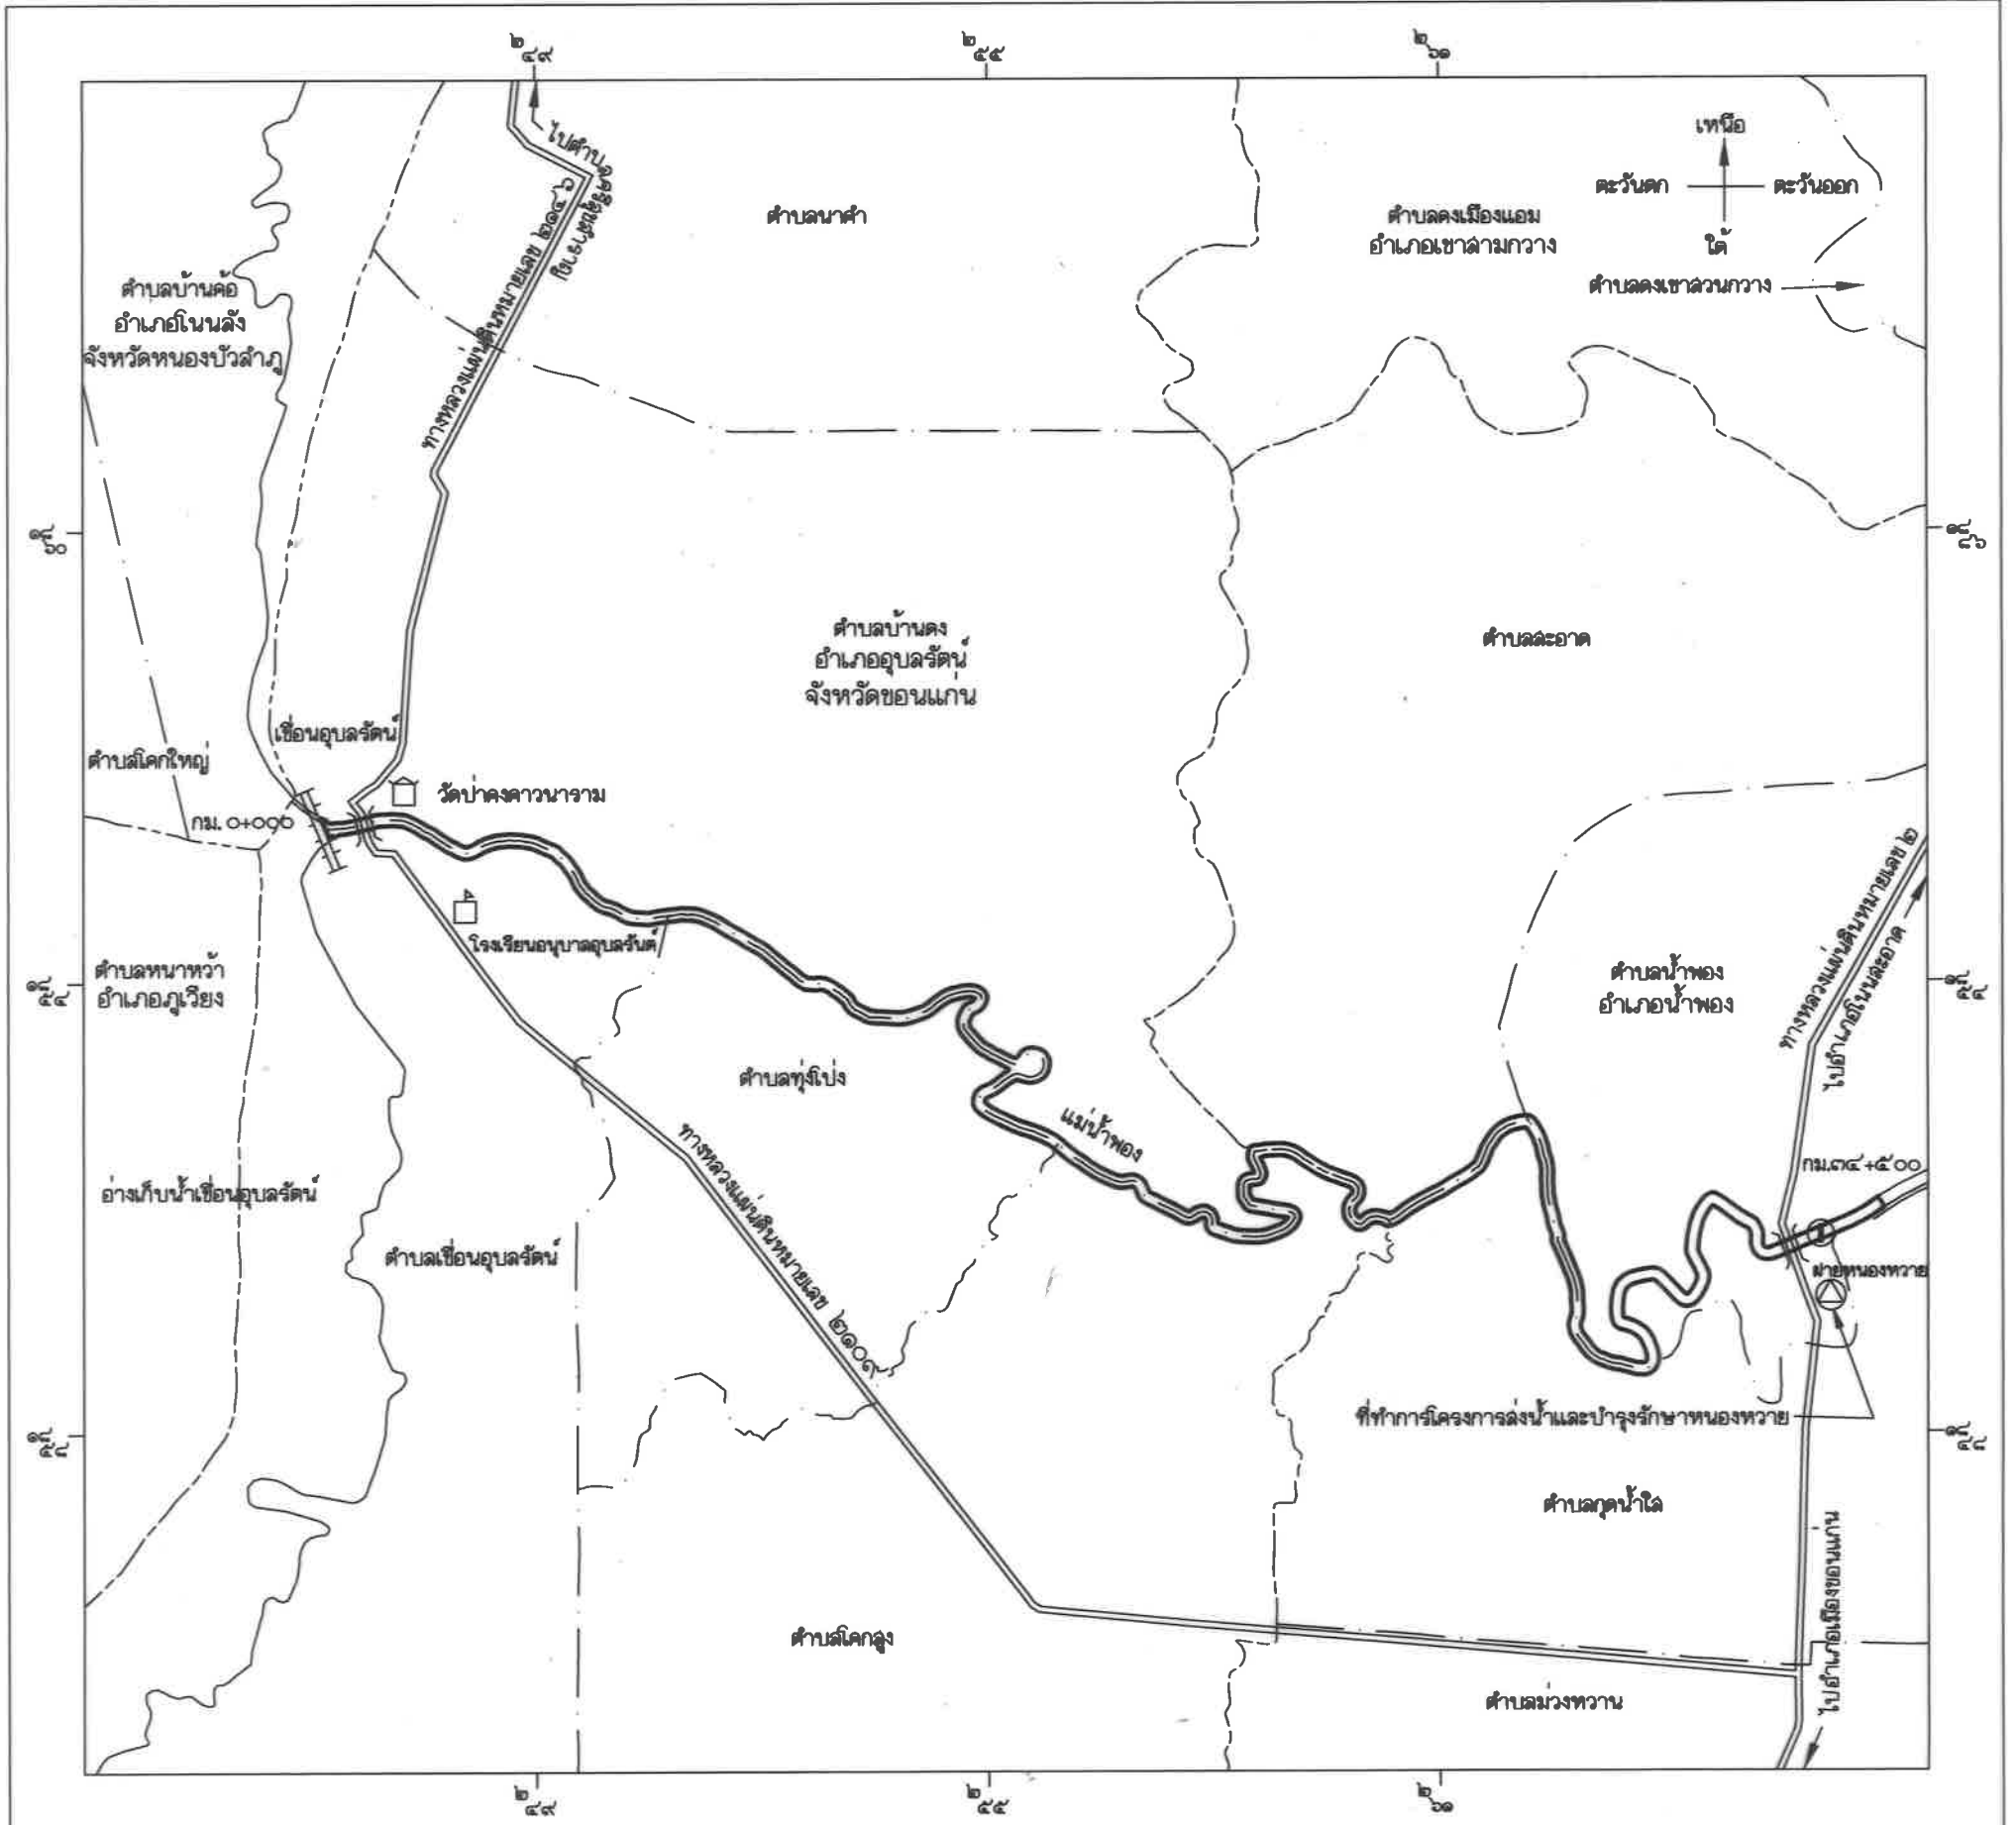 ๒๔๙
๒๕๕
๒๖๑
เหนือ
ตะวันตก
ตะวันออก
ใต้
ไปตำบล
ทางหลวงแผ่นดินหมายเลข ๒๑๔๖
ตำบลนาคำ
ตำบลดงเมืองแอม
อำเภอเขาสามกวาง
ตำบลดงเขาสวนกวาง
ตำบลบ้านค้อ
อำเภอโนนสัง
จังหวัดหนองบัวลำภู
๑๘๖๐
๑๘๘๖
ตำบลบ้านดง
อำเภออุบลรัตน์
จังหวัดขอนแก่น
ตำบลสะอาด
เขื่อนอุบลรัตน์
ตำบลโคกใหญ่
วัดป่าคงคาวนาราม
กม. ๐+๐๑๐
โรงเรียนอนุบาลอุบลรันต์
ทางหลวงแผ่นดินหมายเลข ๒
ไปอำเภอโนนสะอาด
ตำบลหนาหว้า
อำเภอภูเวียง
๑๘๕๔
๑๘๕๔
ตำบลน้ำพอง
อำเภอน้ำพอง
ตำบลทุ่งโป่ง
แม่น้ำพอง
กม.๓๔+๕๐๐
อ่างเก็บน้ำเขื่อนอุบลรัตน์
ทางหลวงแผ่นดินหมายเลข ๒๑๐๙
ตำบลเขื่อนอุบลรัตน์
ฝายหนองหวาย
ที่ทำการโครงการส่งน้ำและบำรุงรักษาหนองหวาย
ตำบลกุดน้ำใส
ไปอำเภอเมืองขอนแกน
ตำบลโคกสูง
ตำบลม่วงหวาน
๒๔๙
๒๕๕
๒๖๑